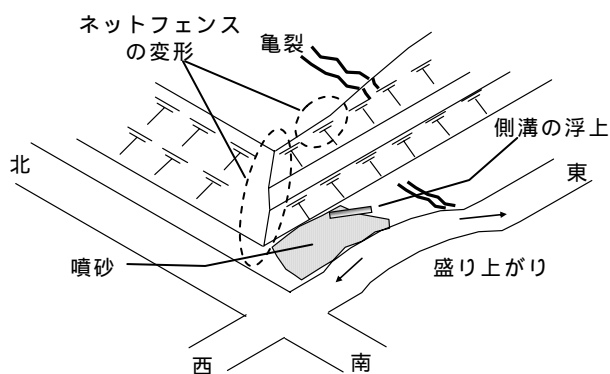 ネットフェンス
の変形
亀裂
側溝の浮上
北
東
噴砂
盛り上がり
西
南